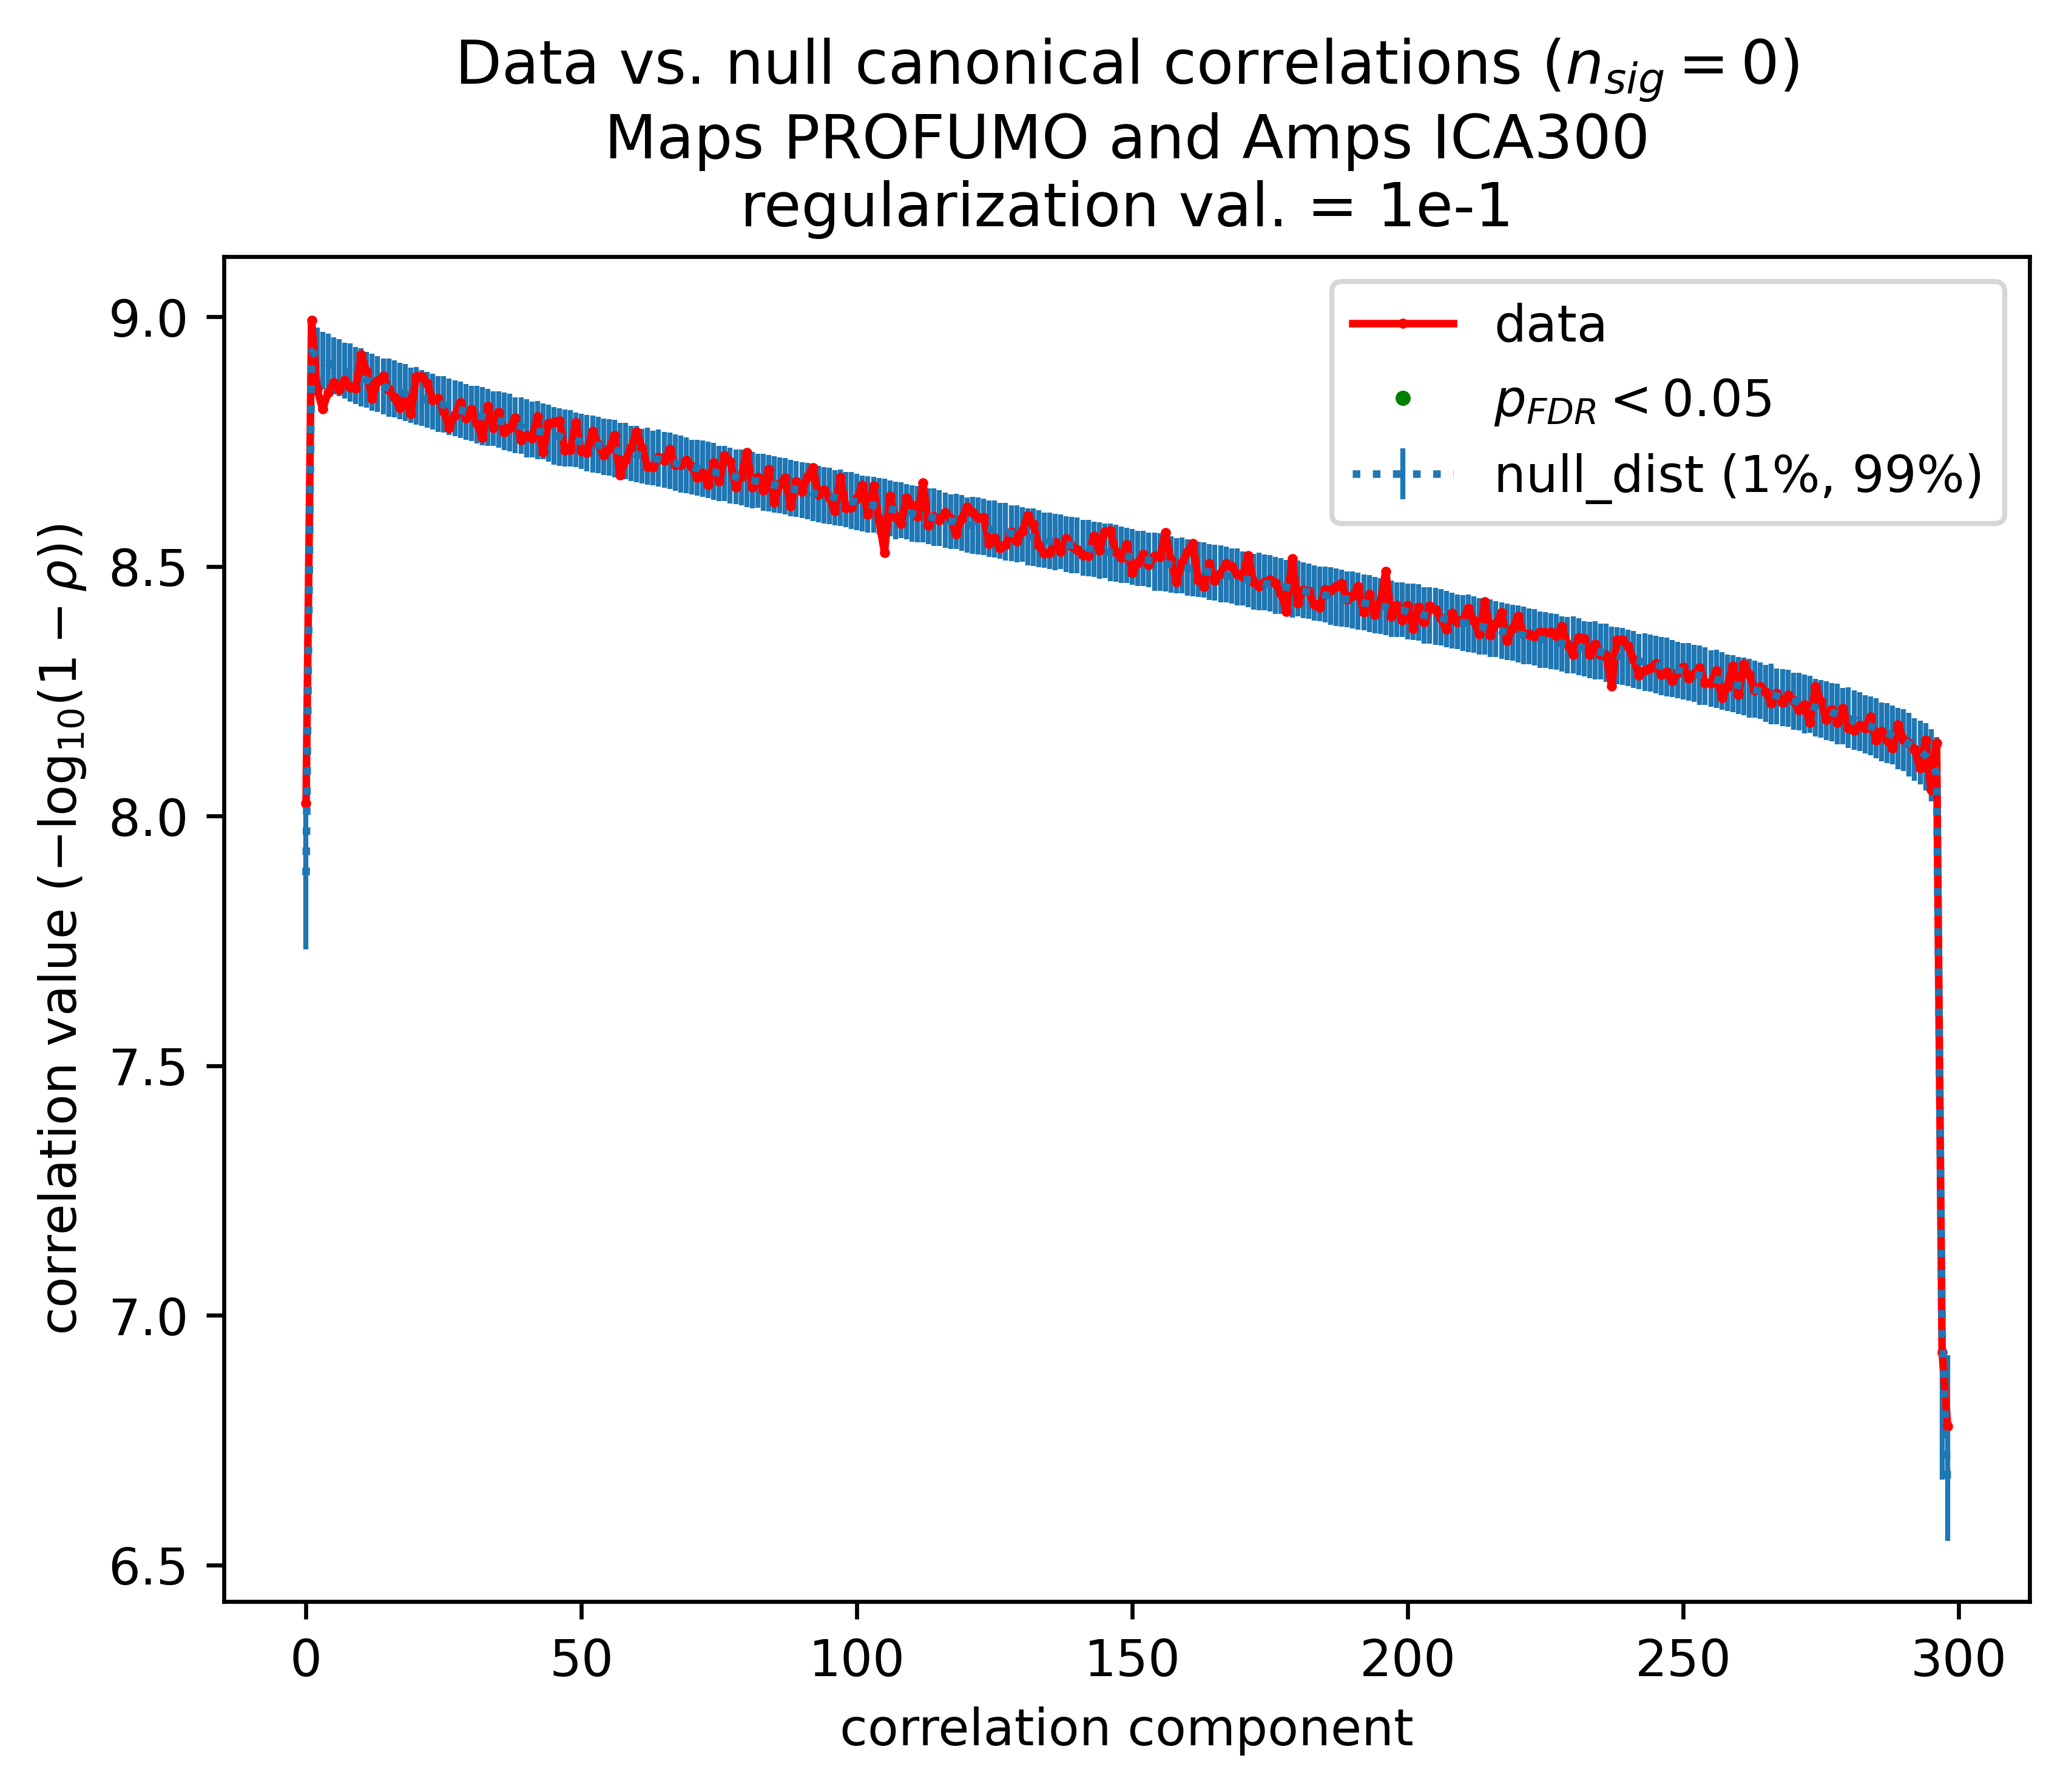 Data vs. null canonical correlations ($n_{sig} = 0$)
Maps PROFUMO and Amps ICA300
regularization val. = 1e-1
data
$p_{FDR} < 0.05$
null_dist (1%, 99%)
correlation value ($-\log_{10}(1 - \rho)$)
9.0
8.5
8.0
7.5
7.0
6.5
0 50 100 150 200 250 300
correlation component